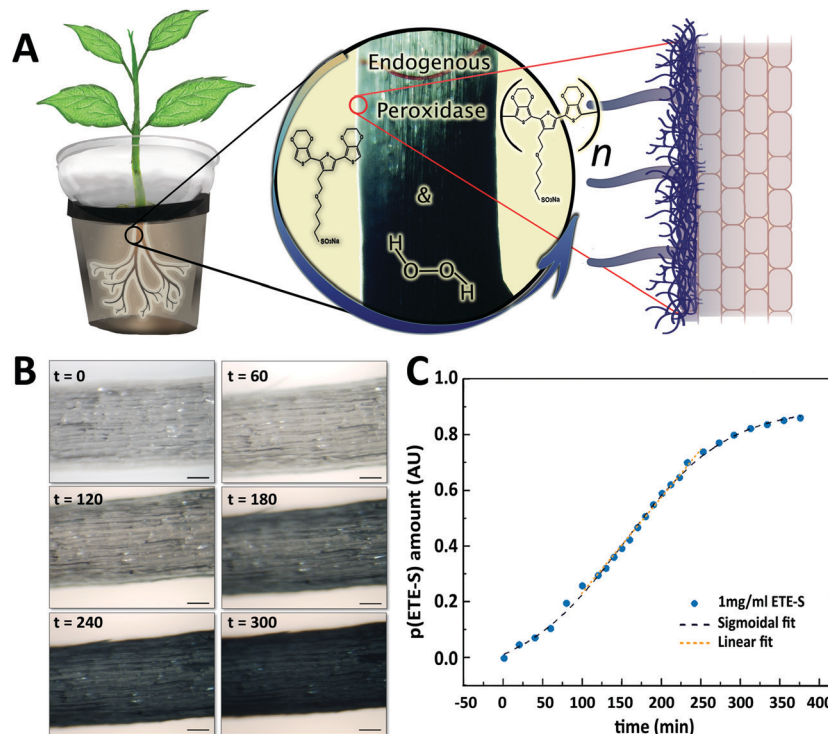 A
Endogenous
Peroxidase
&
SO₃Na
H
O
O
H
n
SO₃Na
B
t = 0
t = 60
t = 120
t = 180
t = 240
t = 300
C
p(ETE-S) amount (AU)
1.0
0.8
0.6
0.4
0.2
0.0
1mg/ml ETE-S
Sigmoidal fit
Linear fit
-50 0 50 100 150 200 250 300 350 400
time (min)